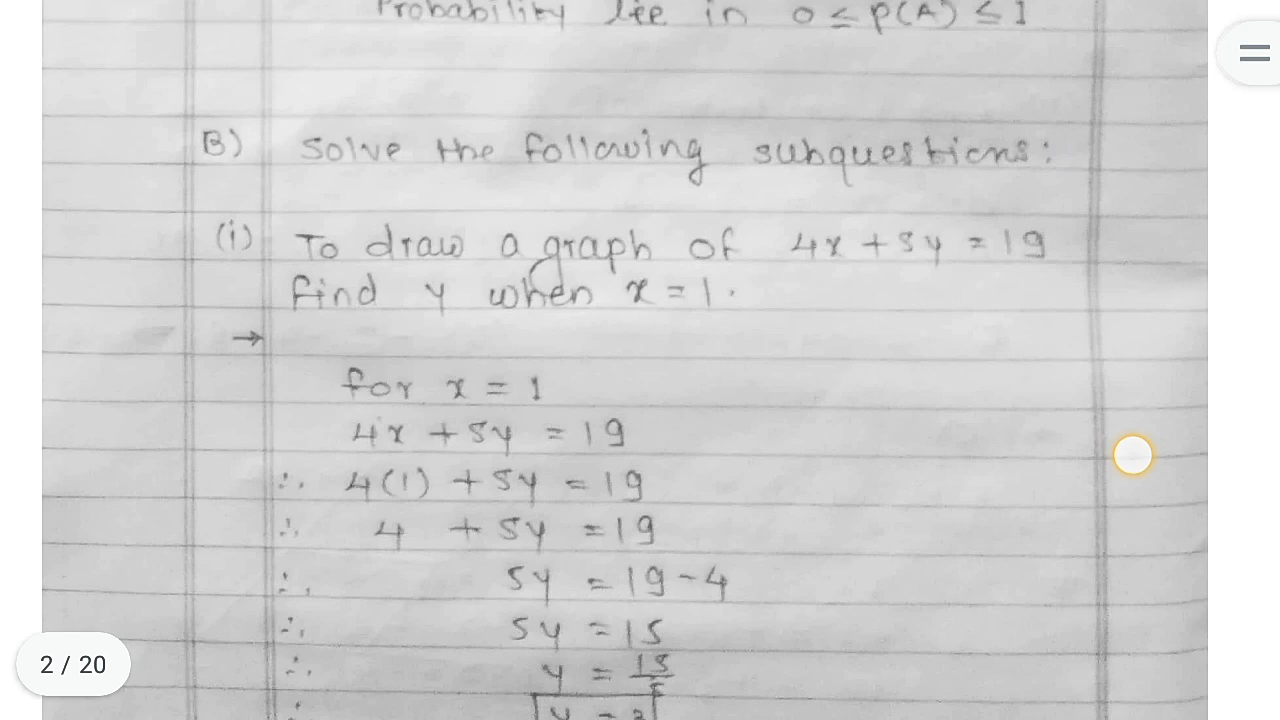 Probability lie in 0 ≤ P(A) ≤ 1
B) Solve the following subquestions:
(i) To draw a graph of 4x + 5y = 19
find y when x = 1.
→
for x = 1
4x + 5y = 19
∴ 4(1) + 5y = 19
∴ 4 + 5y = 19
∴ 5y = 19 - 4
∴ 5y = 15
∴ y = 15/5
∴ y = 3
2 / 20